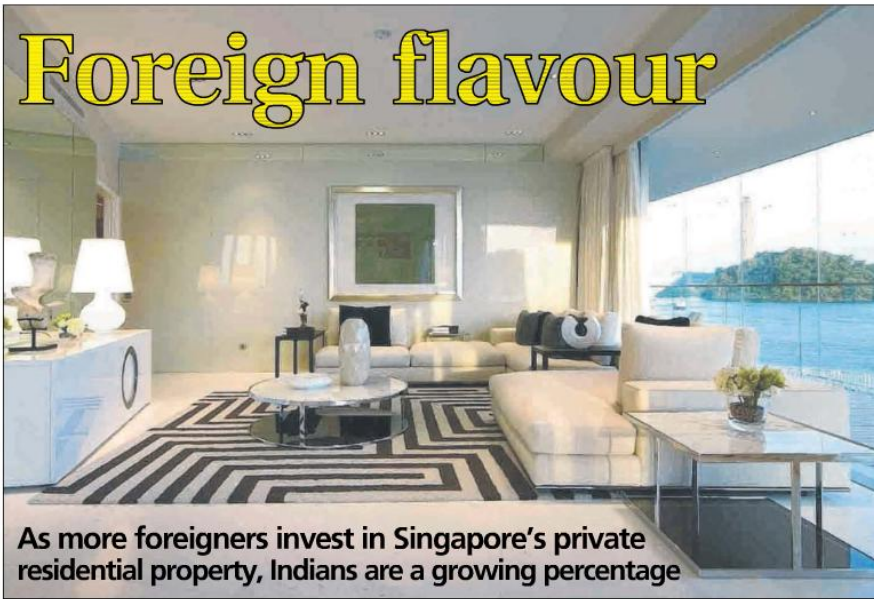 Foreign flavour
As more foreigners invest in Singapore's private
residential property, Indians are a growing percentage